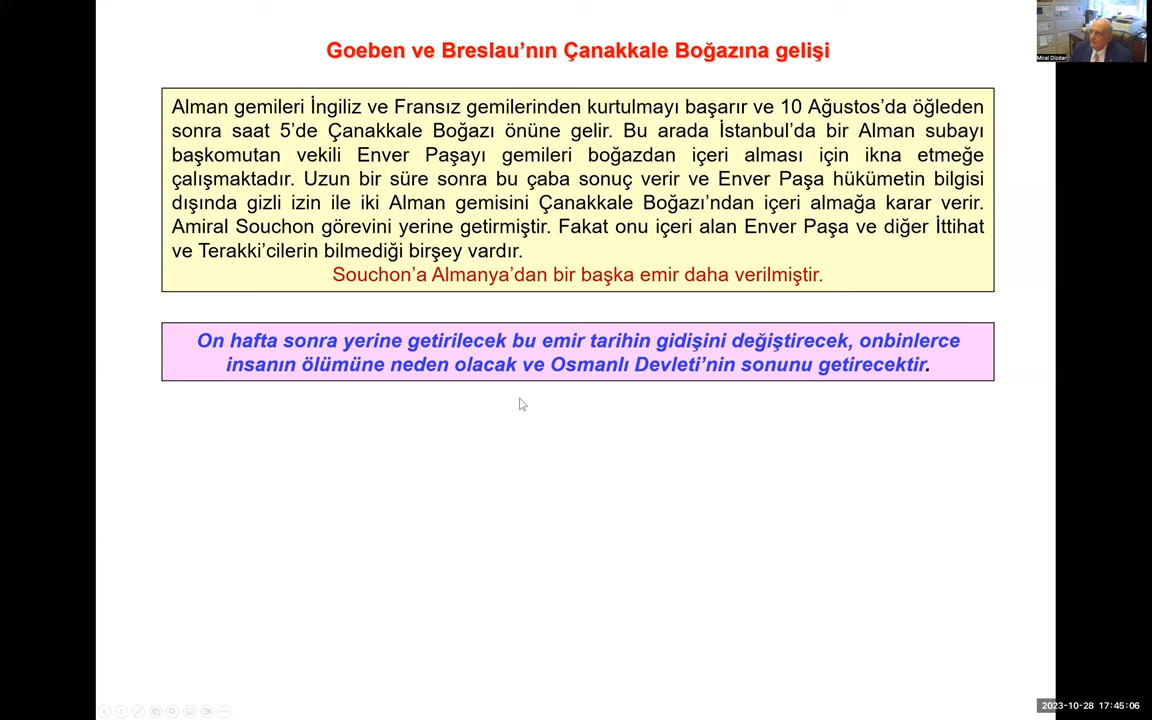 Goeben ve Breslau’nın Çanakkale Boğazına gelişi
Miral Dizdar
Alman gemileri İngiliz ve Fransız gemilerinden kurtulmayı başarır ve 10 Ağustos’da öğleden
sonra saat 5’de Çanakkale Boğazı önüne gelir. Bu arada İstanbul’da bir Alman subayı
başkomutan vekili Enver Paşayı gemileri boğazdan içeri alması için ikna etmeğe
çalışmaktadır. Uzun bir süre sonra bu çaba sonuç verir ve Enver Paşa hükümetin bilgisi
dışında gizli izin ile iki Alman gemisini Çanakkale Boğazı’ndan içeri almağa karar verir.
Amiral Souchon görevini yerine getirmiştir. Fakat onu içeri alan Enver Paşa ve diğer İttihat
ve Terakki’cilerin bilmediği birşey vardır.
Souchon’a Almanya’dan bir başka emir daha verilmiştir.
On hafta sonra yerine getirilecek bu emir tarihin gidişini değiştirecek, onbinlerce
insanın ölümüne neden olacak ve Osmanlı Devleti’nin sonunu getirecektir.
2023-10-28 17:45:06